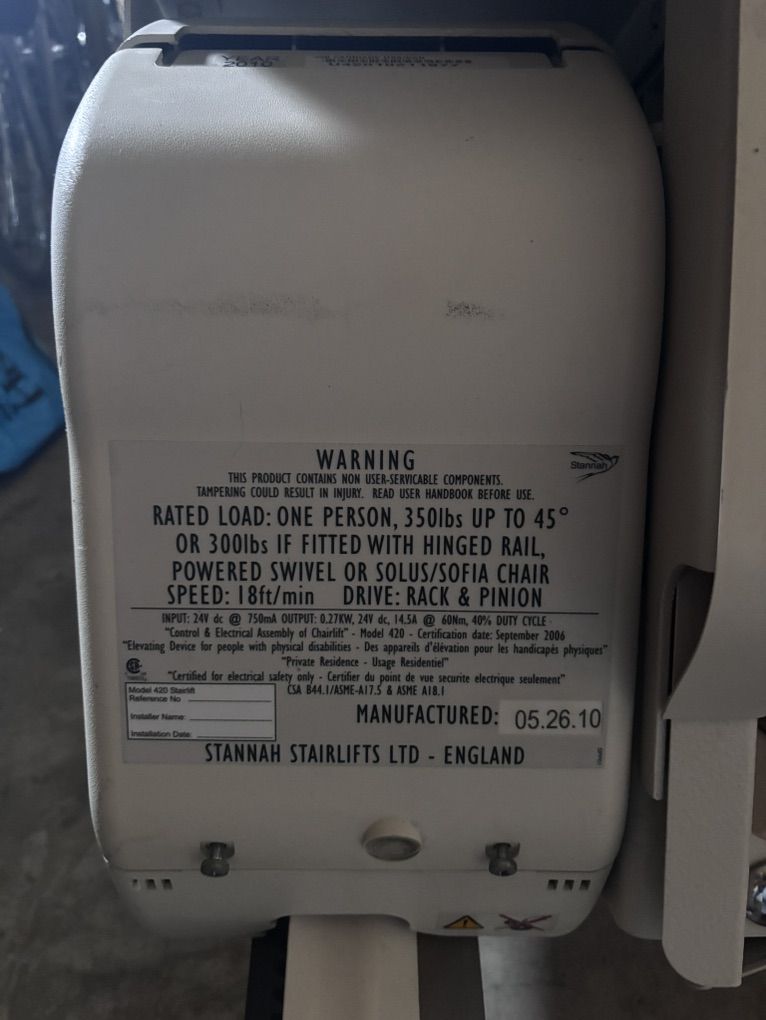 YEAR
2010
WARNING
Stannah
THIS PRODUCT CONTAINS NON USER-SERVICABLE COMPONENTS.
TAMPERING COULD RESULT IN INJURY. READ USER HANDBOOK BEFORE USE.
RATED LOAD: ONE PERSON, 350lbs UP TO 45°
OR 300lbs IF FITTED WITH HINGED RAIL,
POWERED SWIVEL OR SOLUS/SOFIA CHAIR
SPEED: 18ft/min DRIVE: RACK & PINION
INPUT: 24V dc @ 750mA OUTPUT: 0.27KW, 24V dc, 14.5A @ 60Nm, 40% DUTY CYCLE
"Control & Electrical Assembly of Chairlift" - Model 420 - Certification date: September 2006
"Elevating Device for people with physical disabilities - Des appareils d'élévation pour les handicapés physiques"
"Private Residence - Usage Residentiel"
"Certified for electrical safety only - Certifier du point de vue securite electrique seulement"
CSA B44.1/ASME-A17.5 & ASME A18.1
Model 420 Stairlift
Reference No
Installer Name:
Installation Date:
MANUFACTURED: 05.26.10
STANNAH STAIRLIFTS LTD - ENGLAND